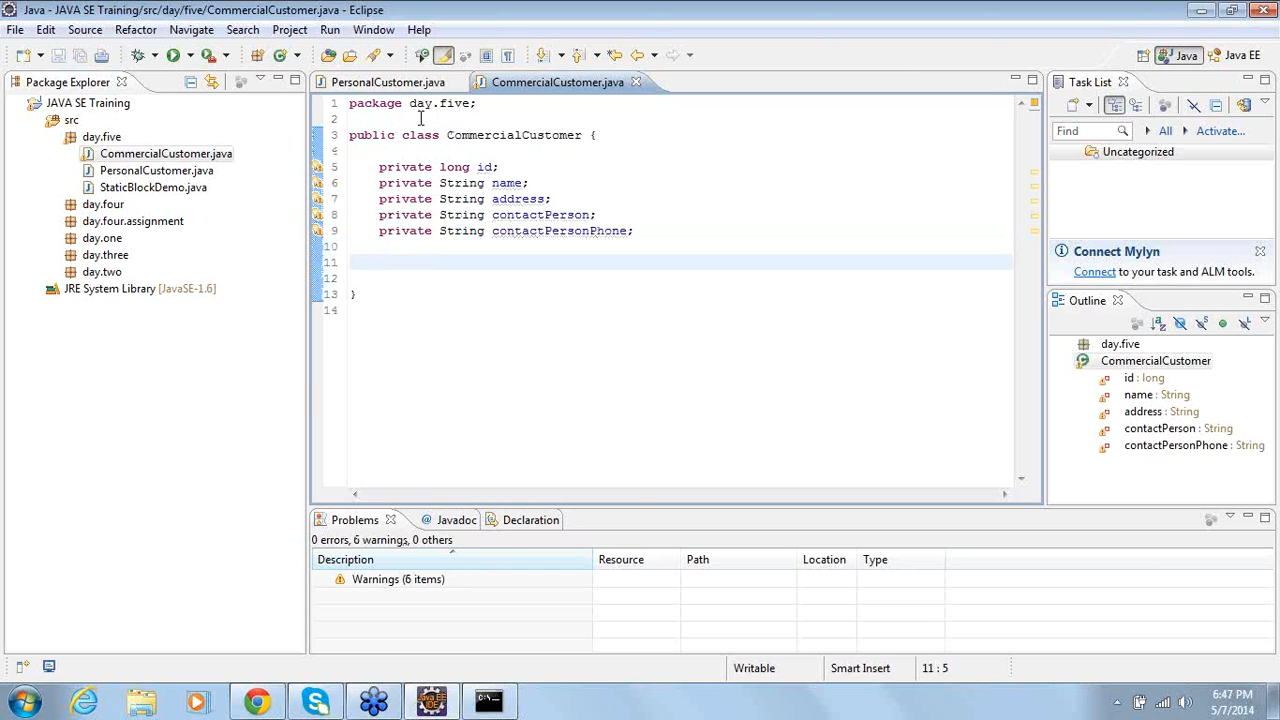 Java - JAVA SE Training/src/day/five/CommercialCustomer.java - Eclipse
File Edit Source Refactor Navigate Search Project Run Window Help
Java Java EE
Package Explorer
JAVA SE Training
src
day.five
CommercialCustomer.java
PersonalCustomer.java
StaticBlockDemo.java
day.four
day.four.assignment
day.one
day.three
day.two
JRE System Library [JavaSE-1.6]
PersonalCustomer.java CommercialCustomer.java
1 package day.five;
2
3 public class CommercialCustomer {
4
5 private long id;
6 private String name;
7 private String address;
8 private String contactPerson;
9 private String contactPersonPhone;
10
11
12
13 }
14
Task List
Find All Activate...
Uncategorized
Connect Mylyn
Connect to your task and ALM tools.
Outline
day.five
CommercialCustomer
id : long
name : String
address : String
contactPerson : String
contactPersonPhone : String
Problems @ Javadoc Declaration
0 errors, 6 warnings, 0 others
Description Resource Path Location Type
Warnings (6 items)
Writable Smart Insert 11 : 5
Java EE
IDE
6:47 PM
5/7/2014